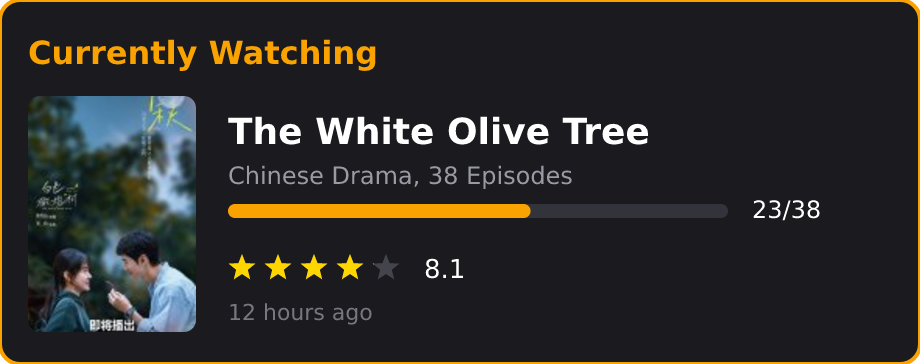 Currently Watching
The White Olive Tree
Chinese Drama, 38 Episodes
23/38
8.1
12 hours ago
即将播出